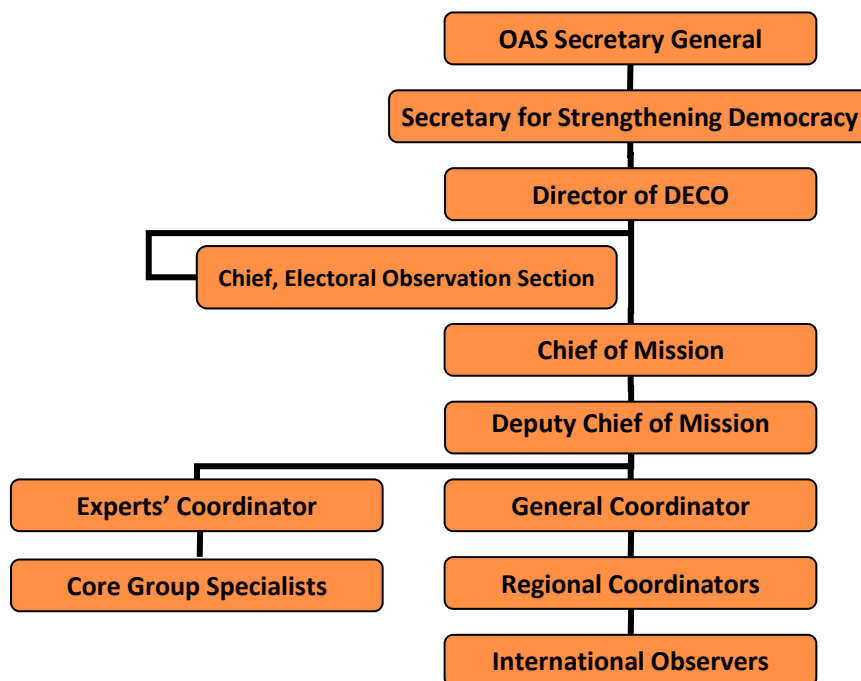 OAS Secretary General
Secretary for Strengthening Democracy
Director of DECO
Chief, Electoral Observation Section
Chief of Mission
Deputy Chief of Mission
Experts’ Coordinator
General Coordinator
Core Group Specialists
Regional Coordinators
International Observers